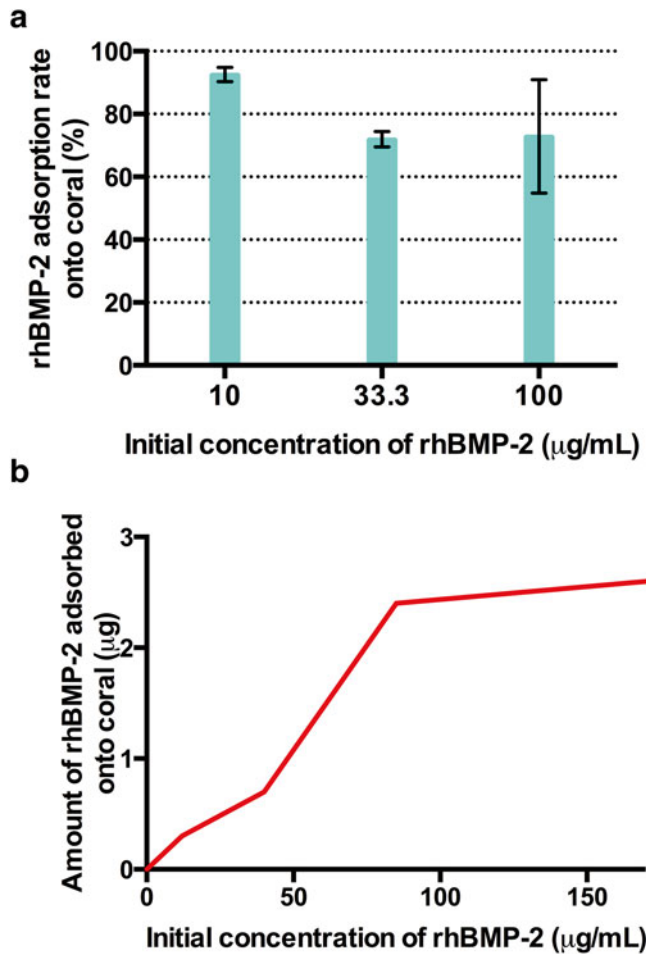 a
rhBMP-2 adsorption rate
onto coral (%)
100
80
60
40
20
0
10 33.3 100
Initial concentration of rhBMP-2 (μg/mL)
b
Amount of rhBMP-2 adsorbed
onto coral (μg)
3
2
1
0
0 50 100 150
Initial concentration of rhBMP-2 (μg/mL)